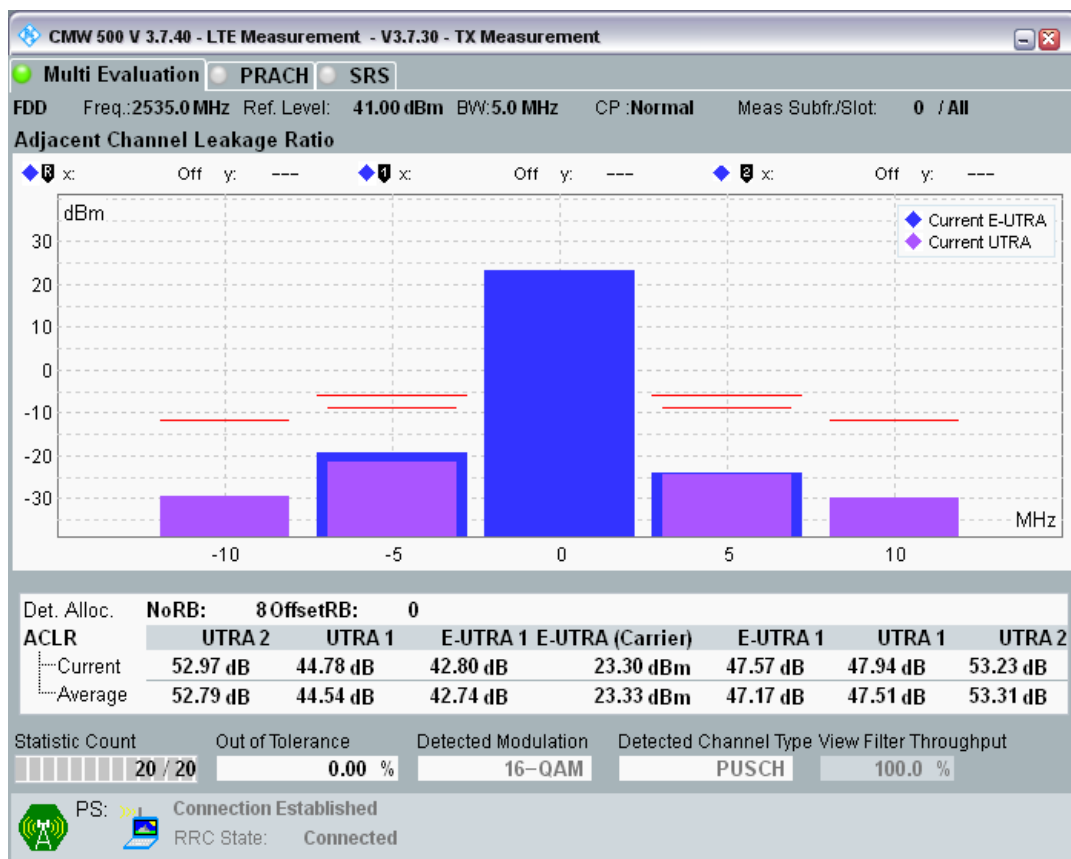 CMW 500 V 3.7.40 - LTE Measurement - V3.7.30 - TX Measurement
Multi Evaluation PRACH SRS
FDD Freq.:2535.0 MHz Ref. Level: 41.00 dBm BW:5.0 MHz CP :Normal Meas Subfr./Slot: 0 / All
Adjacent Channel Leakage Ratio
R x: Off y: --- 1 x: Off y: --- 2 x: Off y: ---
dBm
Current E-UTRA
Current UTRA
30
20
10
0
-10
-20
-30
MHz
-10 -5 0 5 10
Det. Alloc. NoRB: 8 OffsetRB: 0
ACLR UTRA 2 UTRA 1 E-UTRA 1 E-UTRA (Carrier) E-UTRA 1 UTRA 1 UTRA 2
Current 52.97 dB 44.78 dB 42.80 dB 23.30 dBm 47.57 dB 47.94 dB 53.23 dB
Average 52.79 dB 44.54 dB 42.74 dB 23.33 dBm 47.17 dB 47.51 dB 53.31 dB
Statistic Count Out of Tolerance Detected Modulation Detected Channel Type View Filter Throughput
20 / 20 0.00 % 16-QAM PUSCH 100.0 %
PS: Connection Established
RRC State: Connected